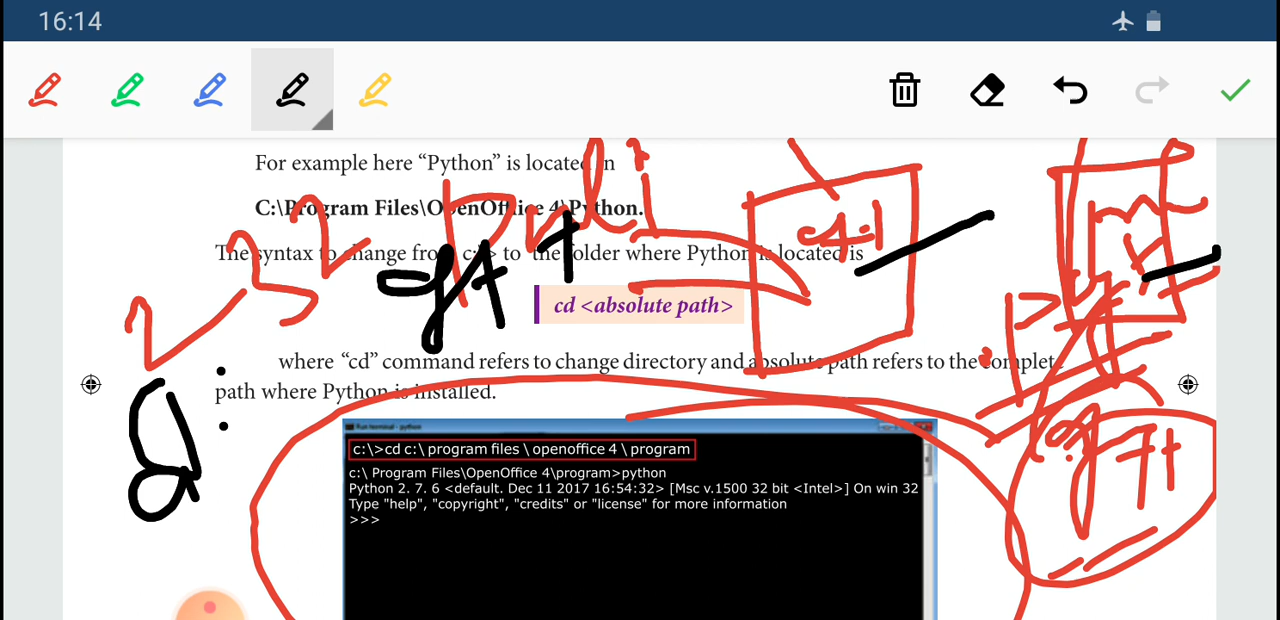 16:14
For example here “Python” is located in
C:\Program Files\OpenOffice 4\Python.
The syntax to change from c:\> to the folder where Python is located is
cd <absolute path>
where “cd” command refers to change directory and absolute path refers to the complete
path where Python is installed.
Run terminal - python
c:\>cd c:\ program files \ openoffice 4 \ program
c:\ Program Files\OpenOffice 4\program>python
Python 2. 7. 6 <default. Dec 11 2017 16:54:32> [Msc v.1500 32 bit <Intel>] On win 32
Type "help", "copyright", "credits" or "license" for more information
>>>